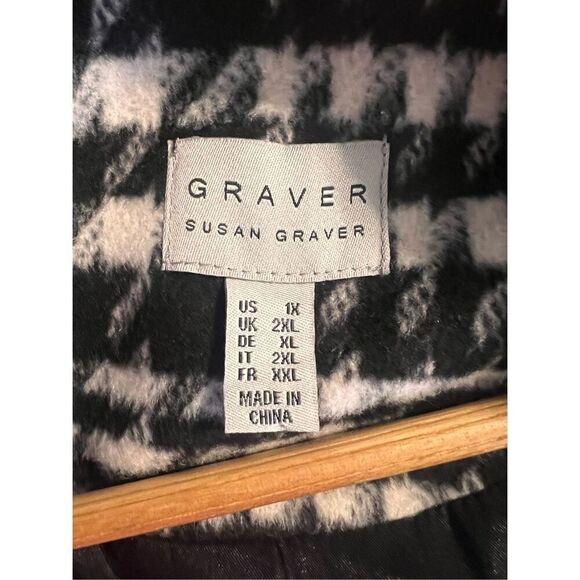 GRAVER
SUSAN GRAVER
US 1X
UK 2XL
DE XL
IT 2XL
FR XXL
MADE IN
CHINA